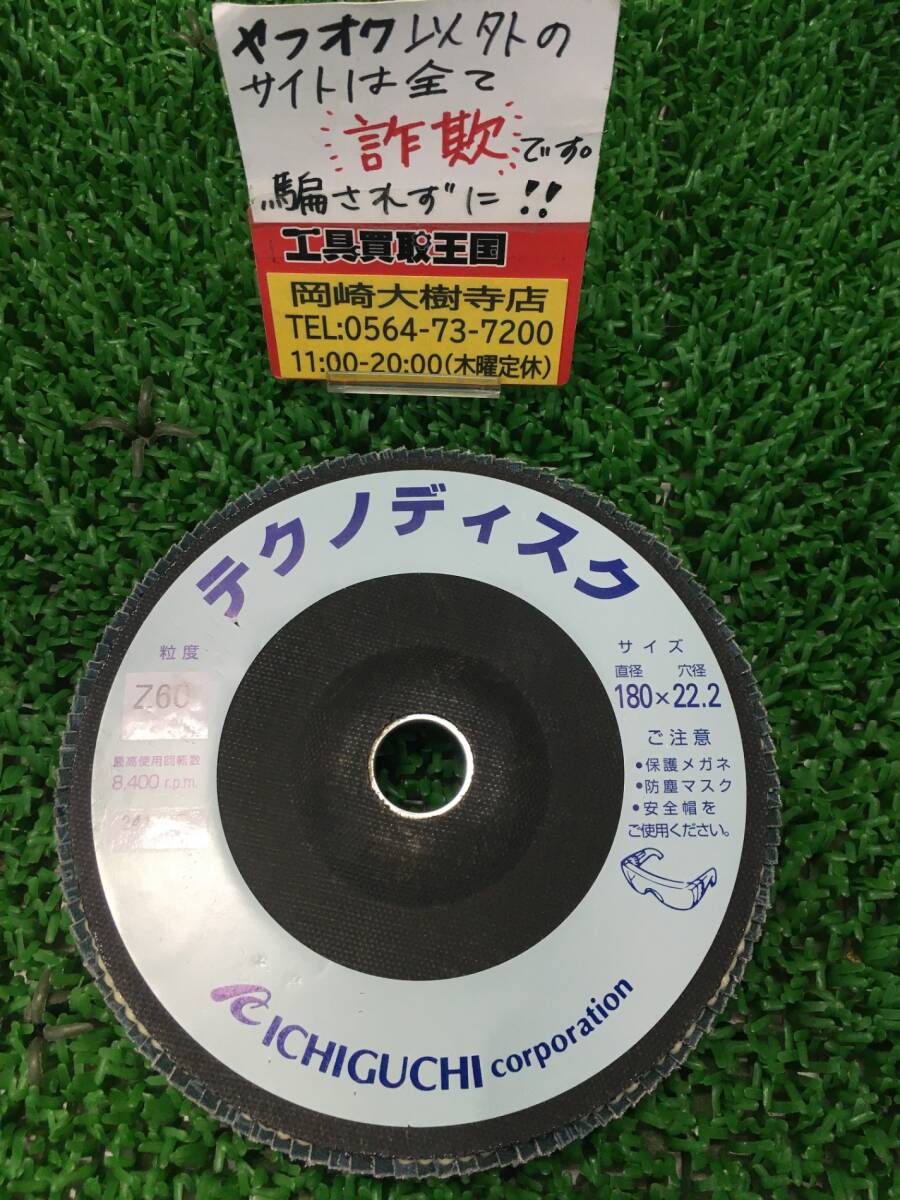 ヤフオク以外の
サイトは全て
詐欺です。
騙されずに!!
工具買取王国
岡崎大樹寺店
TEL:0564-73-7200
11:00-20:00(木曜定休)
テクノディスク
粒度
Z60
最高使用回転数
8,400 r.p.m.
サイズ
直径 穴径
180×22.2
ご注意
•保護メガネ
•防塵マスク
•安全帽を
ご使用ください。
ICHIGUCHI corporation